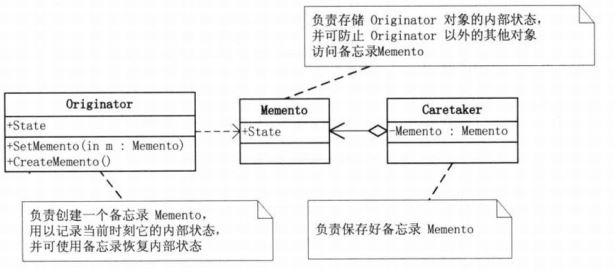 负责存储 Originator 对象的内部状态，
并可防止 Originator 以外的其他对象
访问备忘录Memento
Originator
+State
+SetMemento(in m : Memento)
+CreateMemento()
Memento
+State
Caretaker
-Memento : Memento
负责创建一个备忘录 Memento，
用以记录当前时刻它的内部状态，
并可使用备忘录恢复内部状态
负责保存好备忘录 Memento